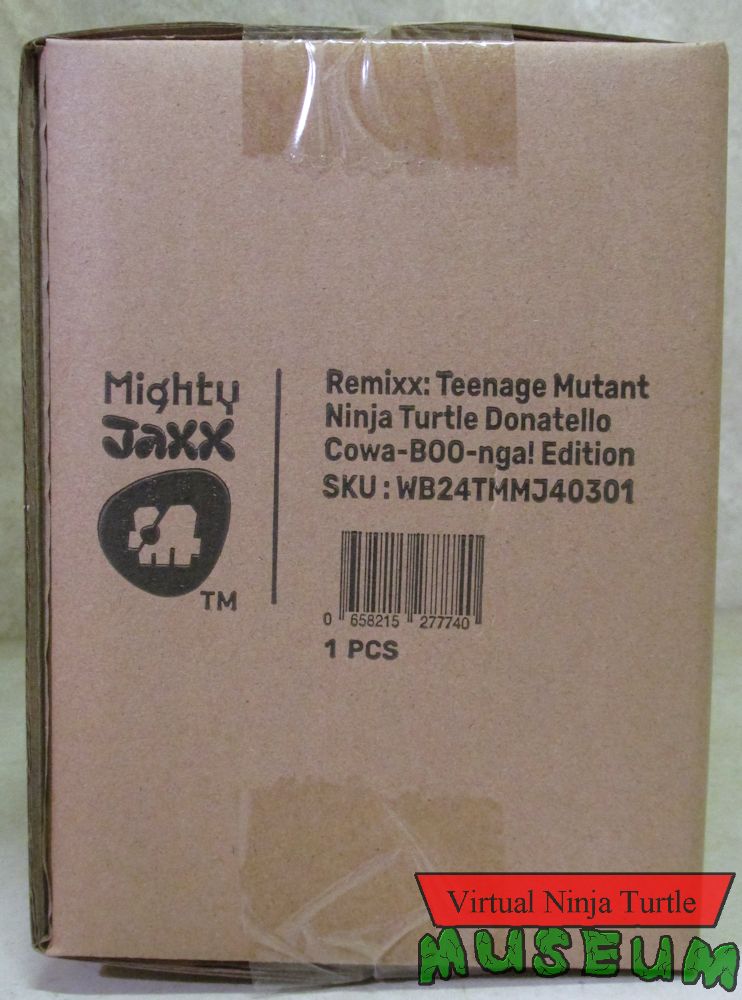 Mighty
Jaxx
TM
Remixx: Teenage Mutant
Ninja Turtle Donatello
Cowa-BOO-nga! Edition
SKU : WB24TMMJ40301
0 658215 277740
1 PCS
Virtual Ninja Turtle
MUSEUM